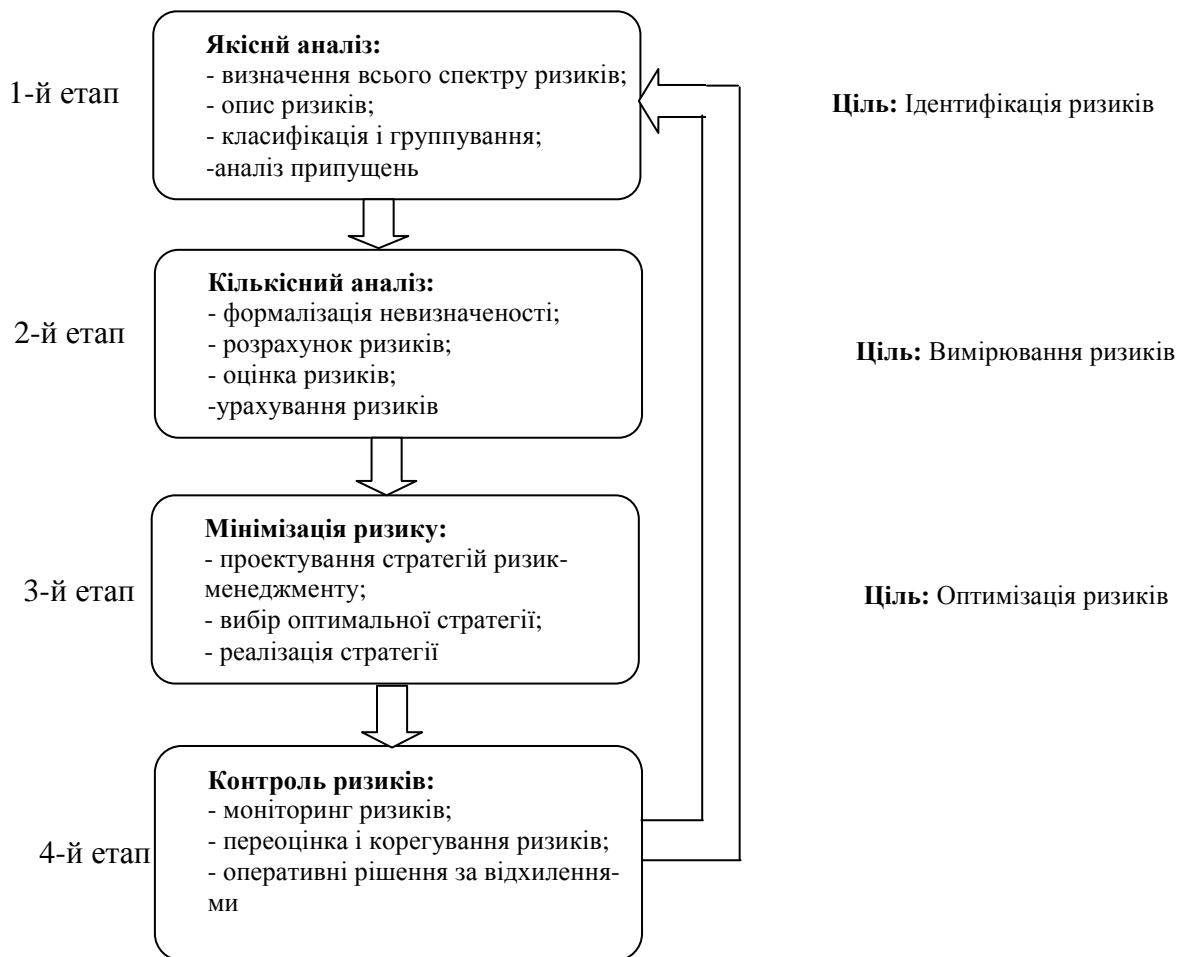 1-й етап
Якіснй аналіз:
- визначення всього спектру ризиків;
- опис ризиків;
- класифікація і группування;
-аналіз припущень
Ціль: Ідентифікація ризиків
2-й етап
Кількісний аналіз:
- формалізація невизначеності;
- розрахунок ризиків;
- оцінка ризиків;
-урахування ризиків
Ціль: Вимірювання ризиків
3-й етап
Мінімізація ризику:
- проектування стратегій ризик-
менеджменту;
- вибір оптимальної стратегії;
- реалізація стратегії
Ціль: Оптимізація ризиків
4-й етап
Контроль ризиків:
- моніторинг ризиків;
- переоцінка і корегування ризиків;
- оперативні рішення за відхилення-
ми